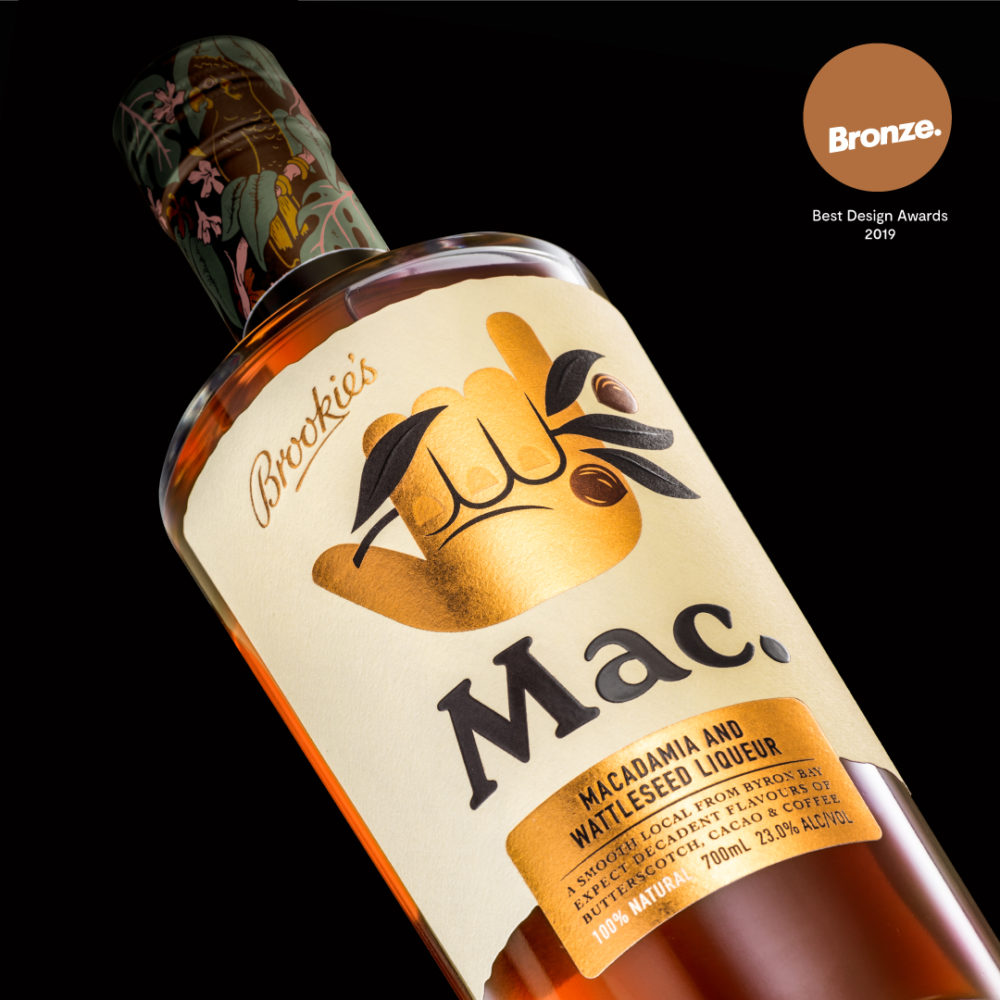 Bronze.
Best Design Awards
2019
Brookie's
Mac.
MACADAMIA AND
WATTLESEED LIQUEUR
A SMOOTH LOCAL FROM BYRON BAY
EXPECT DECADENT FLAVOURS OF
BUTTERSCOTCH, CACAO & COFFEE
100% NATURAL 700mL 23.0% ALC/VOL